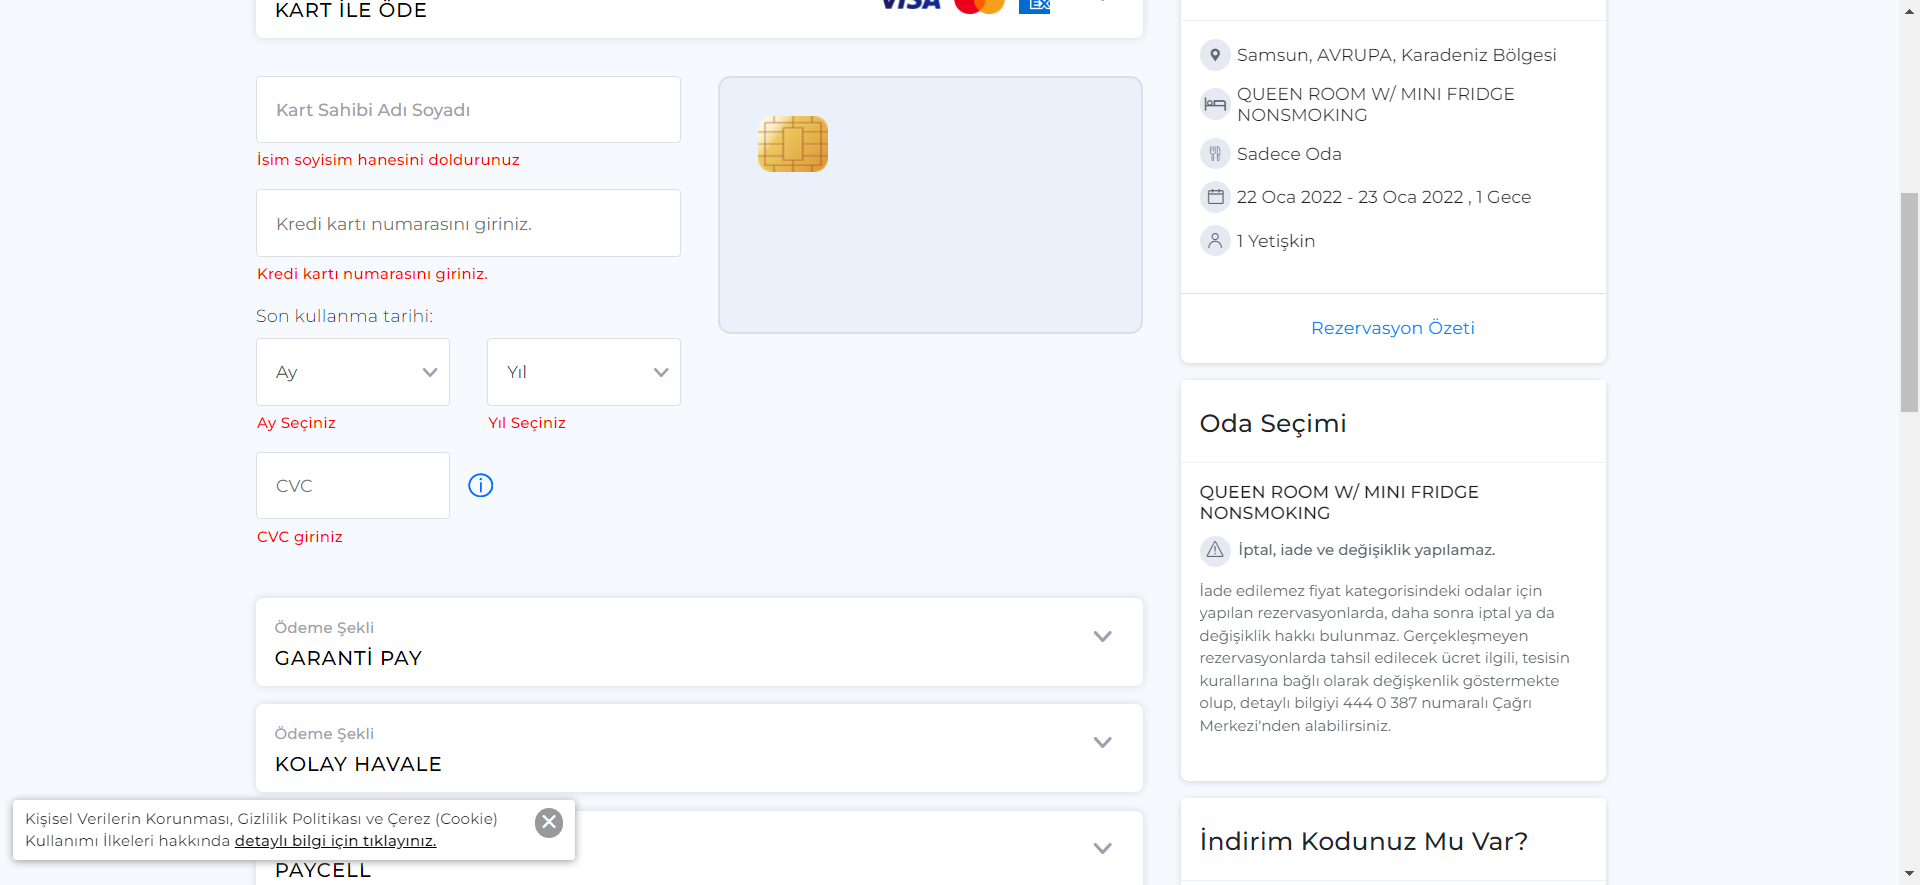 KART İLE ÖDE
VISA
EX
Kart Sahibi Adı Soyadı
İsim soyisim hanesini doldurunuz
Kredi kartı numarasını giriniz.
Kredi kartı numarasını giriniz.
Son kullanma tarihi:
Ay
Yıl
Ay Seçiniz
Yıl Seçiniz
CVC
CVC giriniz
Ödeme Şekli
GARANTİ PAY
Ödeme Şekli
KOLAY HAVALE
PAYCELL
Kişisel Verilerin Korunması, Gizlilik Politikası ve Çerez (Cookie)
Kullanımı İlkeleri hakkında detaylı bilgi için tıklayınız.
Samsun, AVRUPA, Karadeniz Bölgesi
QUEEN ROOM W/ MINI FRIDGE
NONSMOKING
Sadece Oda
22 Oca 2022 - 23 Oca 2022 , 1 Gece
1 Yetişkin
Rezervasyon Özeti
Oda Seçimi
QUEEN ROOM W/ MINI FRIDGE
NONSMOKING
İptal, iade ve değişiklik yapılamaz.
İade edilemez fiyat kategorisindeki odalar için
yapılan rezervasyonlarda, daha sonra iptal ya da
değişiklik hakkı bulunmaz. Gerçekleşmeyen
rezervasyonlarda tahsil edilecek ücret ilgili, tesisin
kurallarına bağlı olarak değişkenlik göstermekte
olup, detaylı bilgiyi 444 0 387 numaralı Çağrı
Merkezi'nden alabilirsiniz.
İndirim Kodunuz Mu Var?